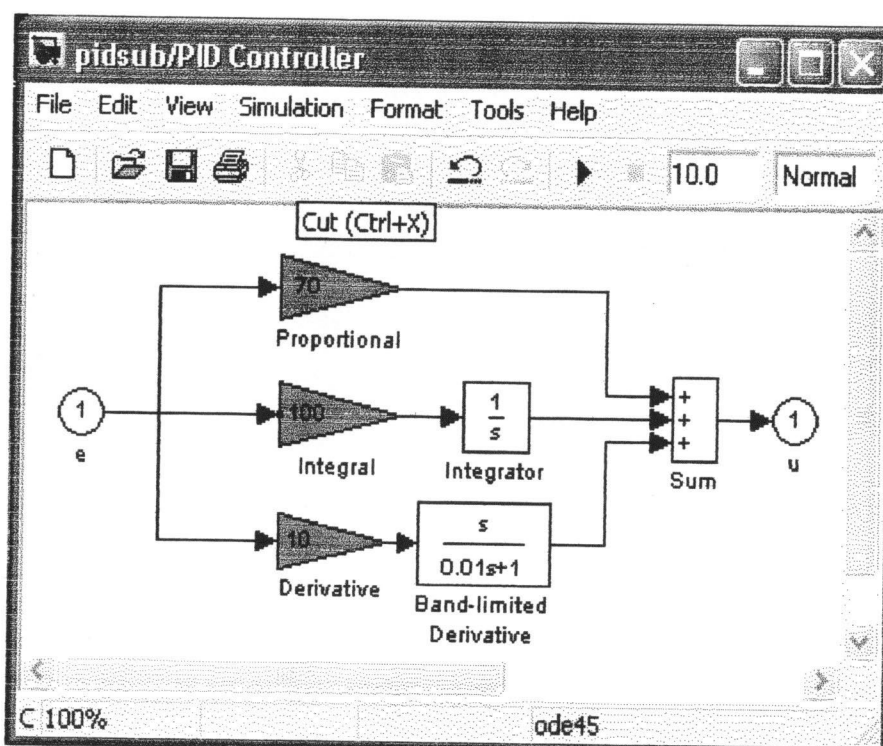 pidsub/PID Controller
File Edit View Simulation Format Tools Help
10.0 Normal
Cut (Ctrl+X)
70
Proportional
1
e
100
Integral
1
s
Integrator
+
+
+
Sum
1
u
10
Derivative
s
0.01s+1
Band-limited
Derivative
C 100% ode45